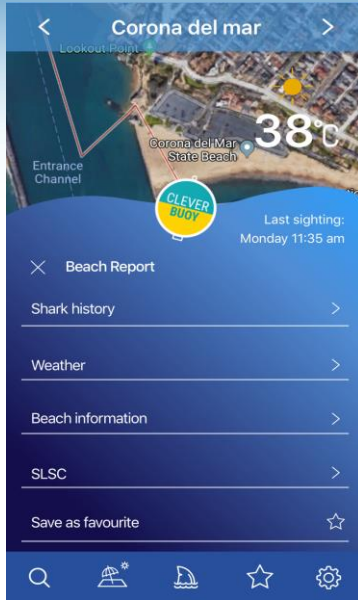 Corona del mar
Lookout Point
38°C
Corona del Mar
State Beach
Entrance
Channel
CLEVER
BUOY
Last sighting:
Monday 11:35 am
Beach Report
Shark history
Weather
Beach information
SLSC
Save as favourite